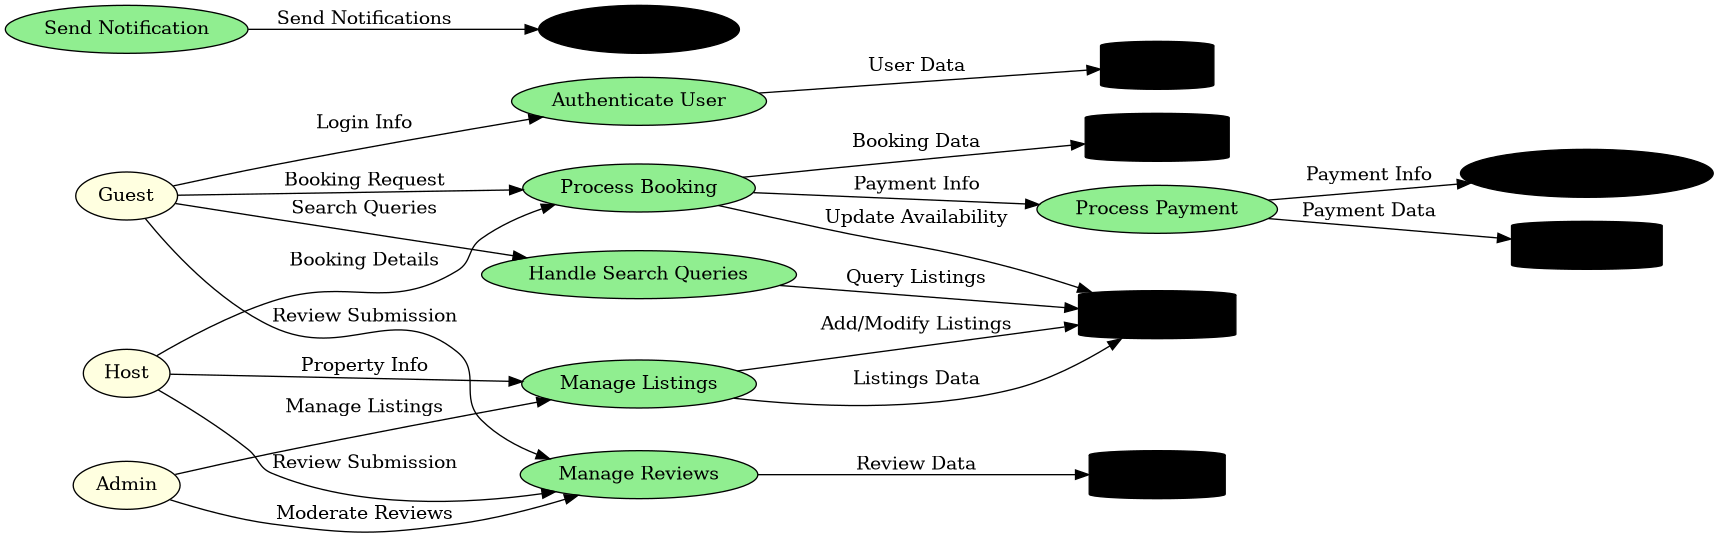 Send Notification
Send Notifications
User Data
Authenticate User
Login Info
Booking Data
Payment Info
Guest
Booking Request
Process Booking
Payment Info
Process Payment
Search Queries
Update Availability
Payment Data
Booking Details
Handle Search Queries
Query Listings
Review Submission
Add/Modify Listings
Host
Property Info
Manage Listings
Listings Data
Manage Listings
Review Submission
Manage Reviews
Review Data
Admin
Moderate Reviews